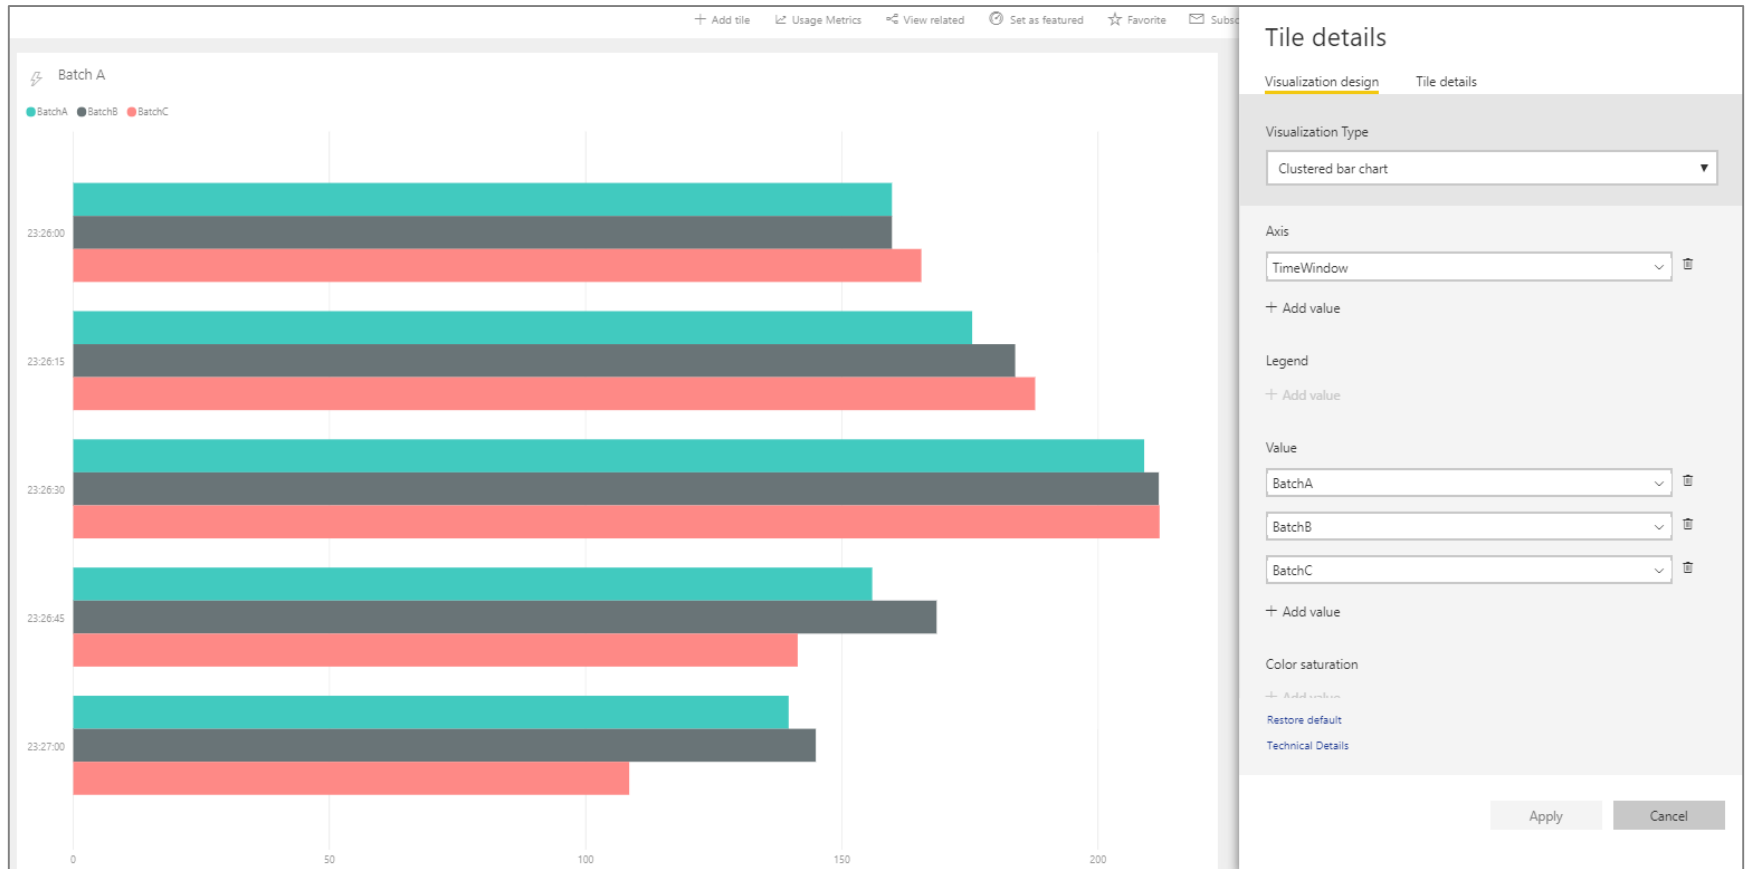 Add tile Usage Metrics View related Set as featured Favorite Subsc
Batch A
BatchA BatchB BatchC
23:26:00
23:26:15
23:26:30
23:26:45
23:27:00
0 50 100 150 200
Tile details
Visualization design Tile details
Visualization Type
Clustered bar chart
Axis
TimeWindow
+ Add value
Legend
+ Add value
Value
BatchA
BatchB
BatchC
+ Add value
Color saturation
+ Add value
Restore default
Technical Details
Apply Cancel